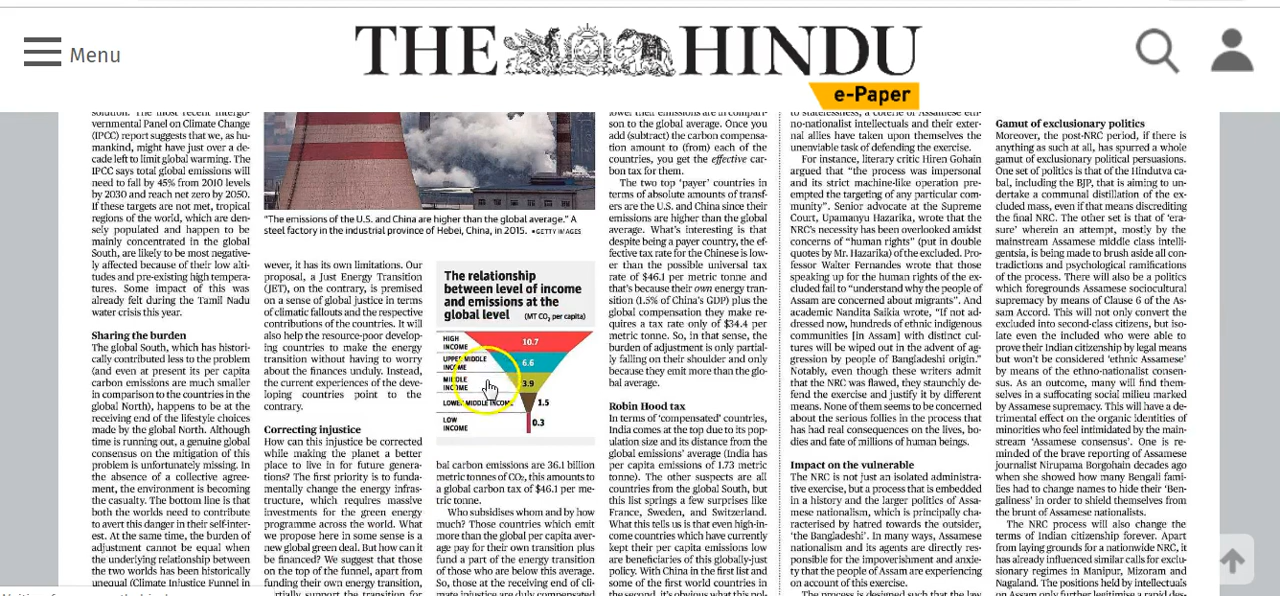 Menu
THE HINDU
e-Paper
solution. The most recent Intergo-
vernmental Panel on Climate Change
(IPCC) report suggests that we, as hu-
mankind, might have just over a de-
cade left to limit global warming. The
IPCC says total global emissions will
need to fall by 45% from 2010 levels
by 2030 and reach net zero by 2050.
If these targets are not met, tropical
regions of the world, which are den-
sely populated and happen to be
mainly concentrated in the global
South, are likely to be most negative-
ly affected because of their low alti-
tudes and pre-existing high tempera-
tures. Some impact of this was
already felt during the Tamil Nadu
water crisis this year.
Sharing the burden
The global South, which has histori-
cally contributed less to the problem
(and even at present its per capita
carbon emissions are much smaller
in comparison to the countries in the
global North), happens to be at the
receiving end of the lifestyle choices
made by the global North. Although
time is running out, a genuine global
consensus on the mitigation of this
problem is unfortunately missing. In
the absence of a collective agree-
ment, the environment is becoming
the casualty. The bottom line is that
both the worlds need to contribute
to avert this danger in their self-inter-
est. At the same time, the burden of
adjustment cannot be equal when
the underlying relationship between
the two worlds has been historically
unequal (Climate Injustice Funnel in
"The emissions of the U.S. and China are higher than the global average." A
steel factory in the industrial province of Hebei, China, in 2015. •GETTY IMAGES
wever, it has its own limitations. Our
proposal, a Just Energy Transition
(JET), on the contrary, is premised
on a sense of global justice in terms
of climatic fallouts and the respective
contributions of the countries. It will
also help the resource-poor develop-
ing countries to make the energy
transition without having to worry
about the finances unduly. Instead,
the current experiences of the deve-
loping countries point to the
contrary.
Correcting injustice
How can this injustice be corrected
while making the planet a better
place to live in for future genera-
tions? The first priority is to funda-
mentally change the energy infras-
tructure, which requires massive
investments for the green energy
programme across the world. What
we propose here in some sense is a
new global green deal. But how can it
be financed? We suggest that those
on the top of the funnel, apart from
funding their own energy transition,
partially support the transition for
The relationship
between level of income
and emissions at the
global level (MT CO₂ per capita)
HIGH
INCOME 10.7
UPPER MIDDLE
INCOME 6.6
MIDDLE
INCOME 3.9
LOWER MIDDLE INCOME 1.5
LOW
INCOME 0.3
bal carbon emissions are 36.1 billion
metric tonnes of CO₂, this amounts to
a global carbon tax of $46.1 per me-
tric tonne.
Who subsidises whom and by how
much? Those countries which emit
more than the global per capita aver-
age pay for their own transition plus
fund a part of the energy transition
of those who are below this average.
So, those at the receiving end of cli-
mate injustice are duly compensated
lower then emissions are in compari-
son to the global average. Once you
add (subtract) the carbon compensa-
tion amount to (from) each of the
countries, you get the effective car-
bon tax for them.
The two top 'payer' countries in
terms of absolute amounts of transf-
ers are the U.S. and China since their
emissions are higher than the global
average. What's interesting is that
despite being a payer country, the ef-
fective tax rate for the Chinese is low-
er than the possible universal tax
rate of $46.1 per metric tonne and
that's because their own energy tran-
sition (1.5% of China's GDP) plus the
global compensation they make re-
quires a tax rate only of $34.4 per
metric tonne. So, in that sense, the
burden of adjustment is only partial-
ly falling on their shoulder and only
because they emit more than the glo-
bal average.
Robin Hood tax
In terms of 'compensated' countries,
India comes at the top due to its po-
pulation size and its distance from the
global emissions' average (India has
per capita emissions of 1.73 metric
tonne). The other suspects are all
countries from the global South, but
this list springs a few surprises like
France, Sweden, and Switzerland.
What this tells us is that even high-in-
come countries which have currently
kept their per capita emissions low
are beneficiaries of this globally-just
policy. With China in the first list and
some of the first world countries in
the second, it's obvious what this pol-
to statelessness, a coterie of Assamese eth-
no-nationalist intellectuals and their exter-
nal allies have taken upon themselves the
unenviable task of defending the exercise.
For instance, literary critic Hiren Gohain
argued that "the process was impersonal
and its strict machine-like operation pre-
empted the targeting of any particular com-
munity". Senior advocate at the Supreme
Court, Upamanyu Hazarika, wrote that the
NRC's necessity has been overlooked amidst
concerns of "human rights" (put in double
quotes by Mr. Hazarika) of the excluded. Pro-
fessor Walter Fernandes wrote that those
speaking up for the human rights of the ex-
cluded fail to "understand why the people of
Assam are concerned about migrants". And
academic Nandita Saikia wrote, "If not ad-
dressed now, hundreds of ethnic indigenous
communities [in Assam] with distinct cul-
tures will be wiped out in the advent of ag-
gression by people of Bangladeshi origin."
Notably, even though these writers admit
that the NRC was flawed, they staunchly de-
fend the exercise and justify it by different
means. None of them seems to be concerned
about the serious follies in the process that
has had real consequences on the lives, bo-
dies and fate of millions of human beings.
Impact on the vulnerable
The NRC is not just an isolated administra-
tive exercise, but a process that is embedded
in a history and the larger politics of Assa-
mese nationalism, which is principally cha-
racterised by hatred towards the outsider,
'the Bangladeshi'. In many ways, Assamese
nationalism and its agents are directly res-
ponsible for the impoverishment and anxie-
ty that the people of Assam are experiencing
on account of this exercise.
The process is designed such that the law
Gamut of exclusionary politics
Moreover, the post-NRC period, if there is
anything as such at all, has spurred a whole
gamut of exclusionary political persuasions.
One set of politics is that of the Hindutva ca-
bal, including the BJP, that is aiming to un-
dertake a communal distillation of the ex-
cluded mass, even if that means discrediting
the final NRC. The other set is that of 'era-
sure' wherein an attempt, mostly by the
mainstream Assamese middle class intelli-
gentsia, is being made to brush aside all con-
tradictions and psychological ramifications
of the process. There will also be a politics
which foregrounds Assamese sociocultural
supremacy by means of Clause 6 of the As-
sam Accord. This will not only convert the
excluded into second-class citizens, but iso-
late even the included who were able to
prove their Indian citizenship by legal means
but won't be considered 'ethnic Assamese'
by means of the ethno-nationalist consen-
sus. As an outcome, many will find them-
selves in a suffocating social milieu marked
by Assamese supremacy. This will have a de-
trimental effect on the organic identities of
minorities who feel intimidated by the main-
stream 'Assamese consensus'. One is re-
minded of the brave reporting of Assamese
journalist Nirupama Borgohain decades ago
when she showed how many Bengali fami-
lies had to change names to hide their 'Ben-
galiness' in order to shield themselves from
the brunt of Assamese nationalists.
The NRC process will also change the
terms of Indian citizenship forever. Apart
from laying grounds for a nationwide NRC, it
has already influenced similar calls for exclu-
sionary regimes in Manipur, Mizoram and
Nagaland. The positions held by intellectuals
on Assam only further legitimise a rapid des-